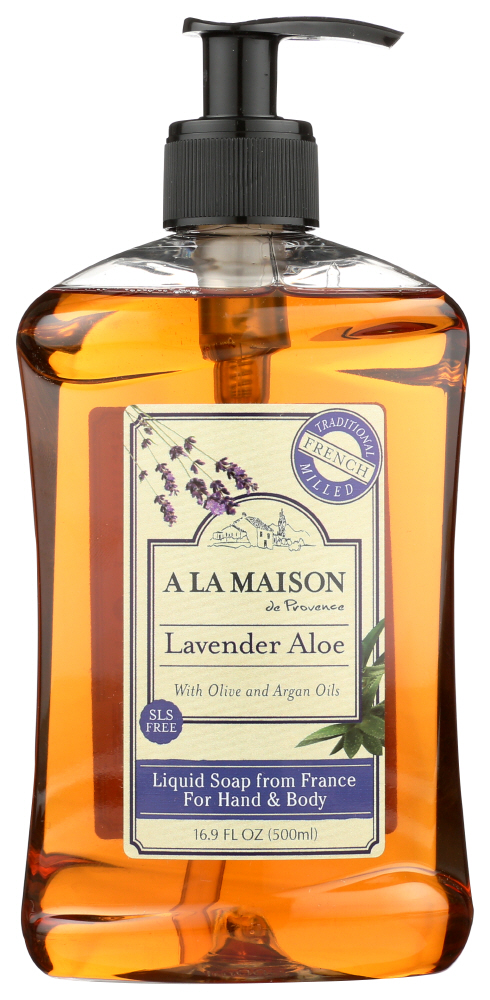 TRADITIONAL
FRENCH
MILLED
A LA MAISON
de Provence
Lavender Aloe
With Olive and Argan Oils
SLS
FREE
Liquid Soap from France
For Hand & Body
16.9 FL OZ (500ml)